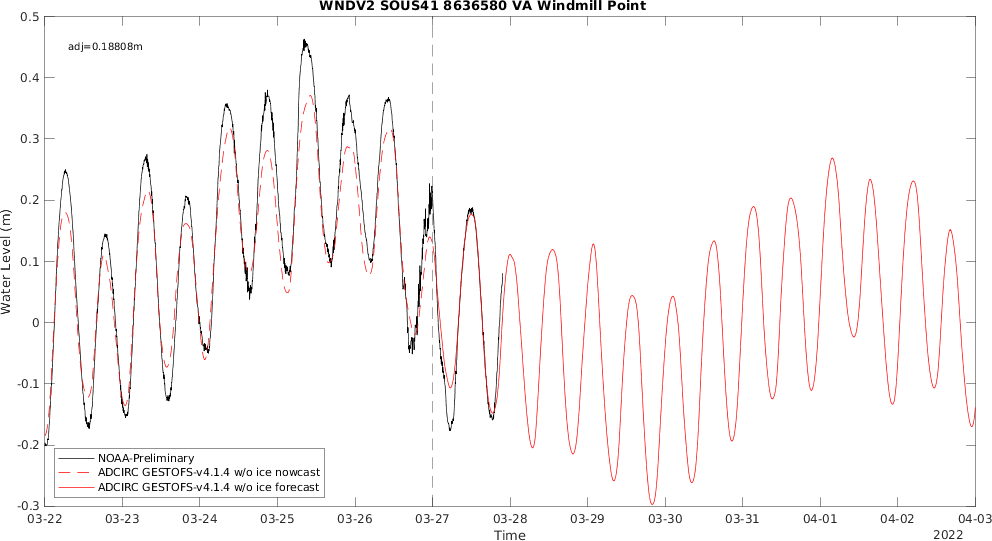 WNDV2 SOUS41 8636580 VA Windmill Point
adj=0.18808m
Water Level (m)
0.5
0.4
0.3
0.2
0.1
0
-0.1
-0.2
-0.3
NOAA-Preliminary
ADCIRC GESTOFS-v4.1.4 w/o ice nowcast
ADCIRC GESTOFS-v4.1.4 w/o ice forecast
03-22 03-23 03-24 03-25 03-26 03-27 03-28 03-29 03-30 03-31 04-01 04-02 04-03
Time
2022